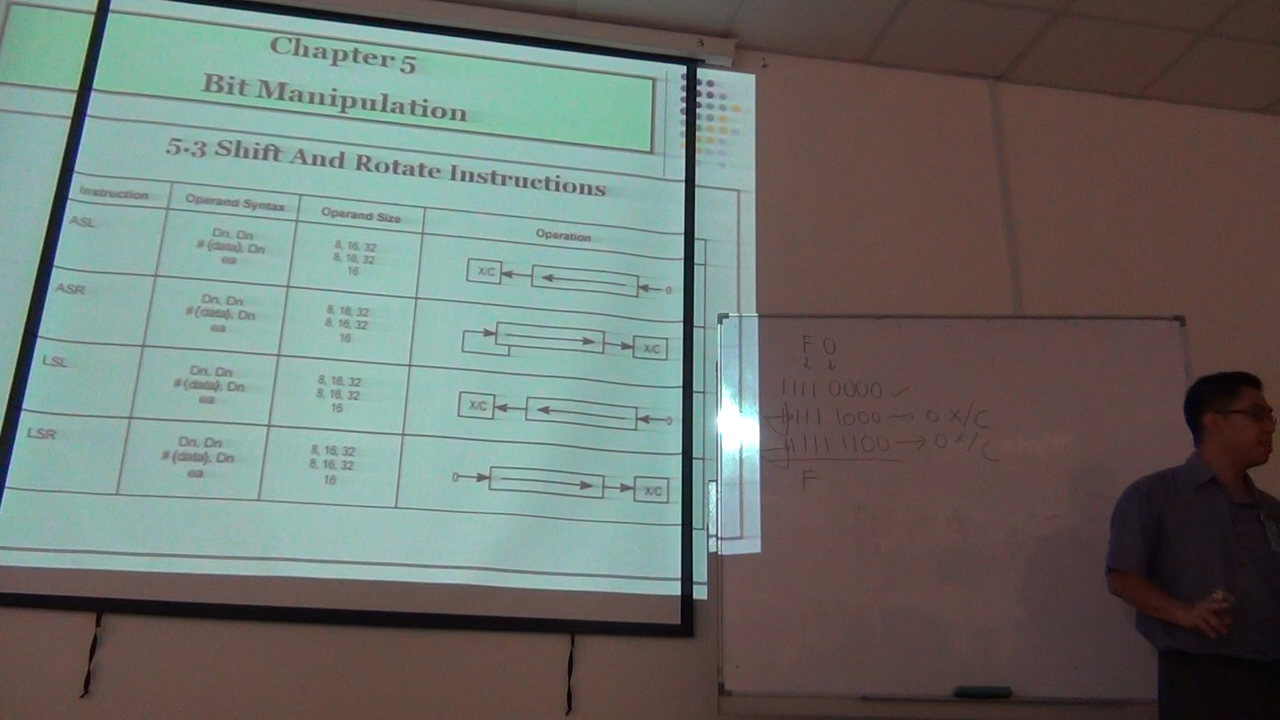 Chapter 5
Bit Manipulation
5.3 Shift And Rotate Instructions
Instruction Operand Syntax Operand Size Operation
ASL
Dn, Dn 8, 16, 32
# (data), Dn 8, 16, 32
ea 16
X/C 0
ASR
Dn, Dn 8, 16, 32
# (data), Dn 8, 16, 32
ea 16
X/C
LSL
Dn, Dn 8, 16, 32
# (data), Dn 8, 16, 32
ea 16
X/C 0
LSR
Dn, Dn 8, 16, 32
# (data), Dn 8, 16, 32
ea 16
0 X/C
F 0
1111 0000 ✓
1111 1000 → 0 X/C
1111 1100 → 0 X/C
F